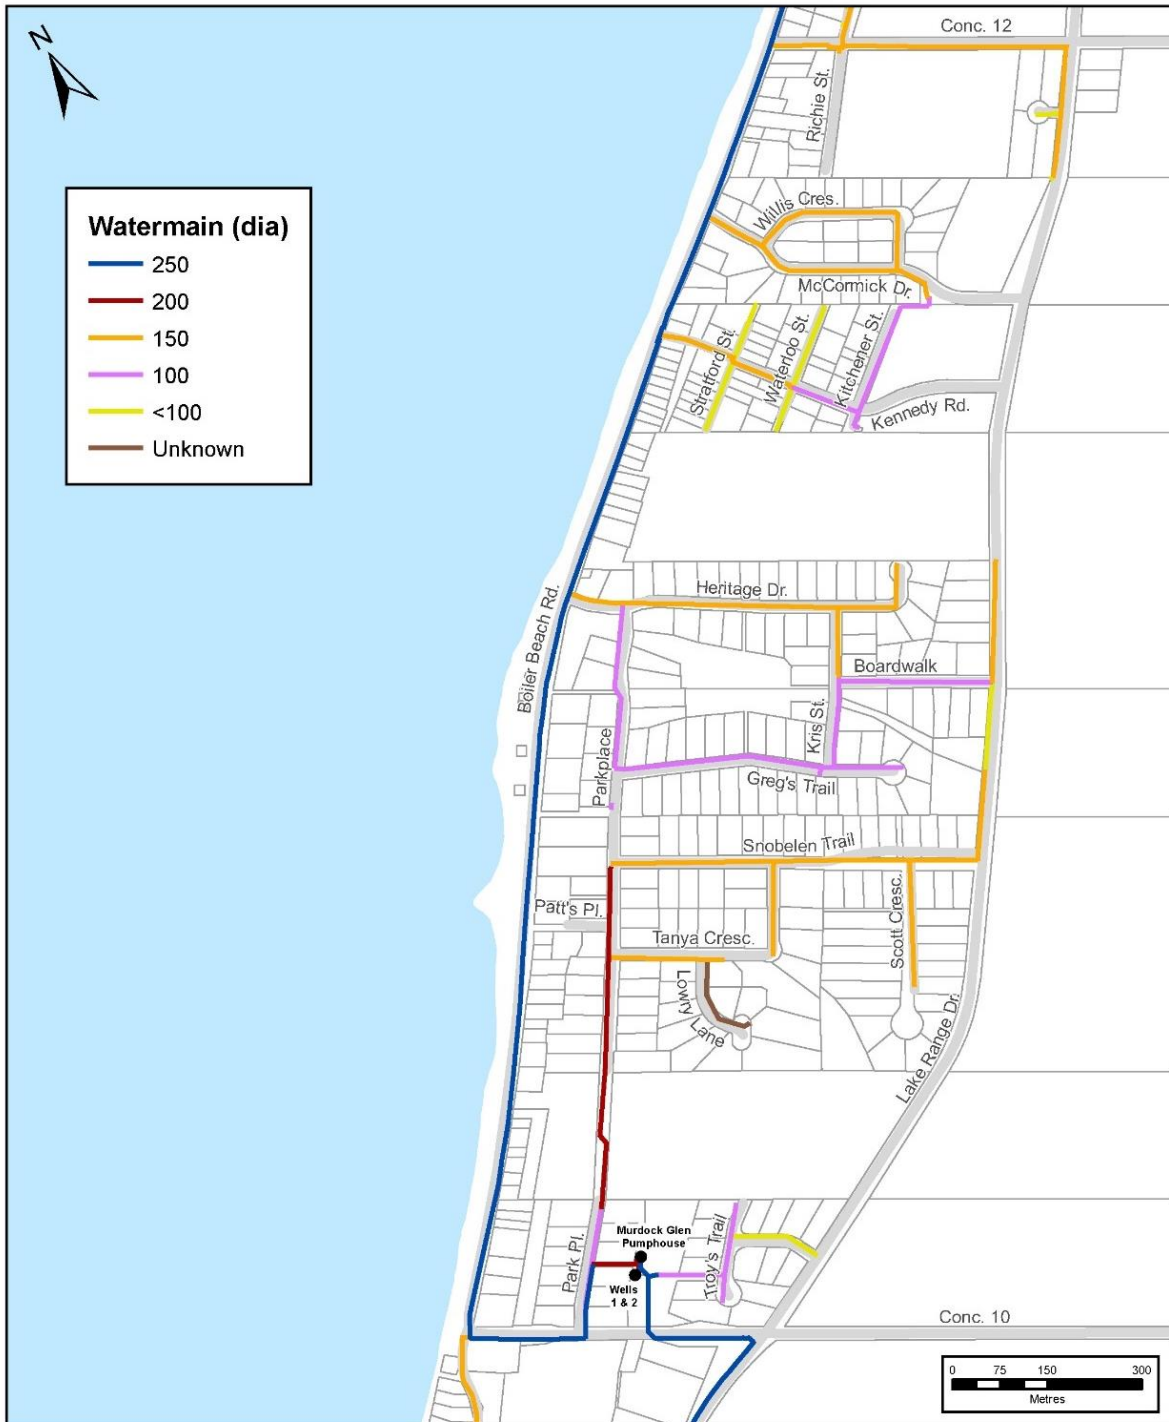 N
Conc. 12
Richie St.
Watermain (dia)
250
200
150
100
<100
Unknown
Willis Cres.
McCormick Dr.
Stratford St.
Waterloo St.
Kitchener St.
Kennedy Rd.
Heritage Dr.
Boiler Beach Rd.
Boardwalk
Kris St.
Parkplace
Greg's Trail
Snobelen Trail
Patt's Pl.
Tanya Cresc.
Scott Cresc.
Lowry Lane
Lake Range Dr.
Murdock Glen
Pumphouse
Park Pl.
Troy's Trail
Wells
1 & 2
Conc. 10
0 75 150 300
Metres